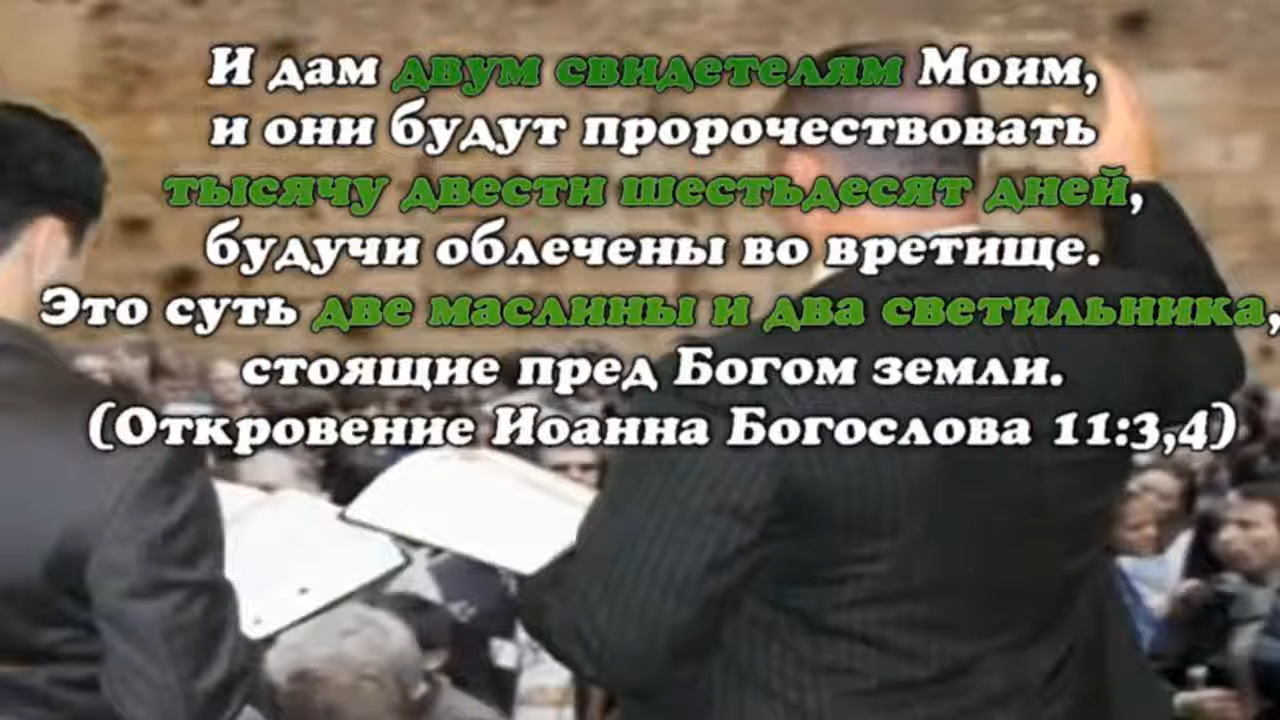 И дам двум свидетелям Моим,
и они будут пророчествовать
тысячу двести шестьдесят дней,
будучи облечены во вретище.
Это суть две маслины и два светильника,
стоящие пред Богом земли.
(Откровение Иоанна Богослова 11:3,4)